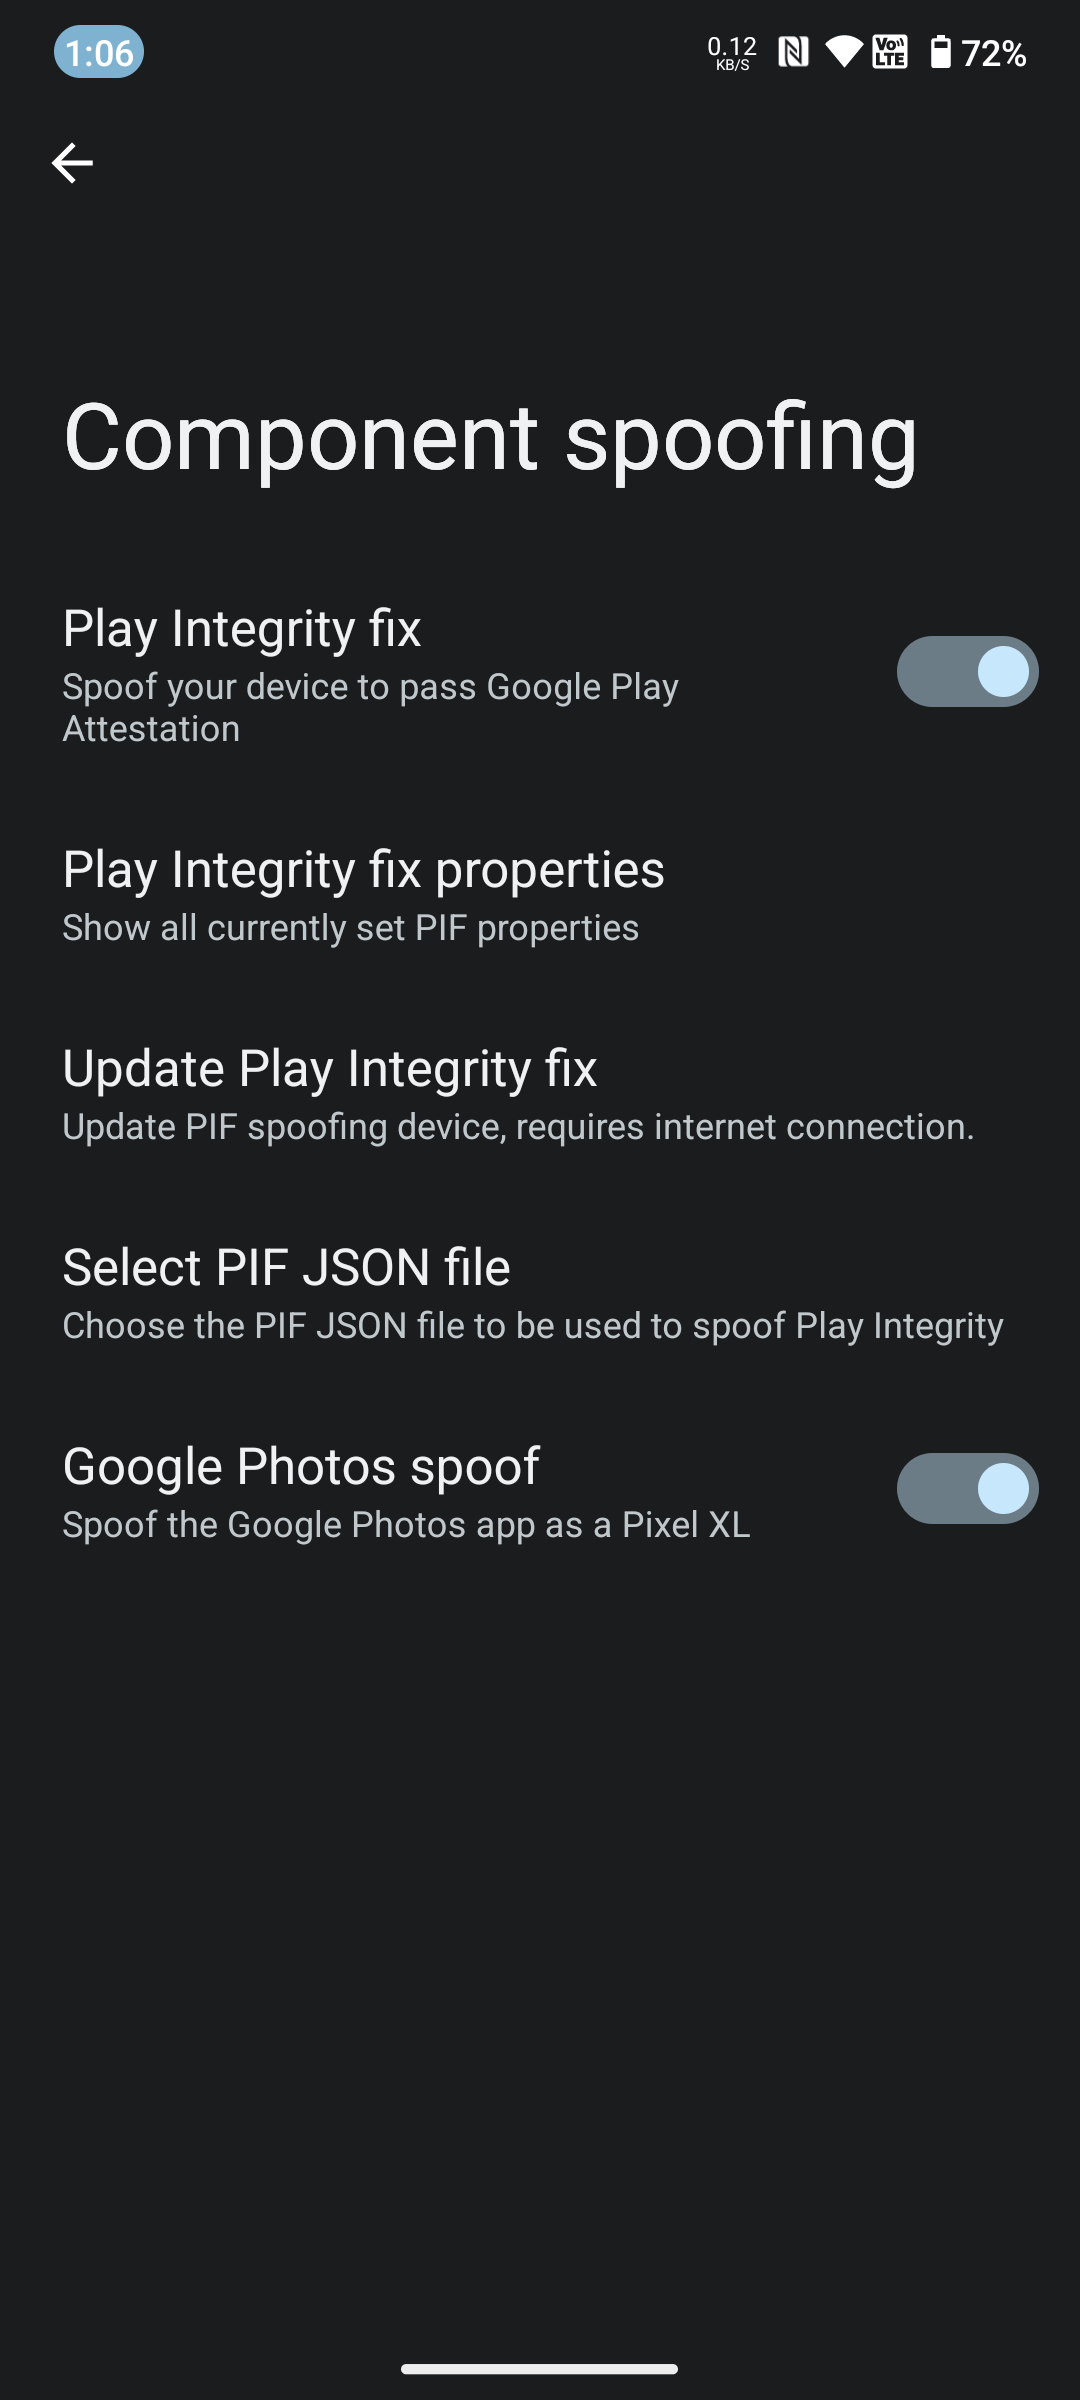 1:06
0.12
KB/S
Vo
LTE
72%
Component spoofing
Play Integrity fix
Spoof your device to pass Google Play
Attestation
Play Integrity fix properties
Show all currently set PIF properties
Update Play Integrity fix
Update PIF spoofing device, requires internet connection.
Select PIF JSON file
Choose the PIF JSON file to be used to spoof Play Integrity
Google Photos spoof
Spoof the Google Photos app as a Pixel XL